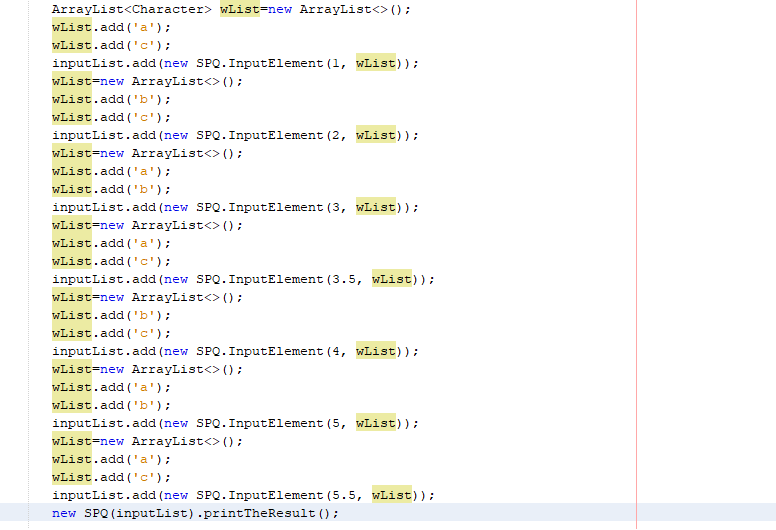 ArrayList<Character> wList=new ArrayList<>();
wList.add('a');
wList.add('c');
inputList.add(new SPQ.InputElement(1, wList));
wList=new ArrayList<>();
wList.add('b');
wList.add('c');
inputList.add(new SPQ.InputElement(2, wList));
wList=new ArrayList<>();
wList.add('a');
wList.add('b');
inputList.add(new SPQ.InputElement(3, wList));
wList=new ArrayList<>();
wList.add('a');
wList.add('c');
inputList.add(new SPQ.InputElement(3.5, wList));
wList=new ArrayList<>();
wList.add('b');
wList.add('c');
inputList.add(new SPQ.InputElement(4, wList));
wList=new ArrayList<>();
wList.add('a');
wList.add('b');
inputList.add(new SPQ.InputElement(5, wList));
wList=new ArrayList<>();
wList.add('a');
wList.add('c');
inputList.add(new SPQ.InputElement(5.5, wList));
new SPQ(inputList).printTheResult();